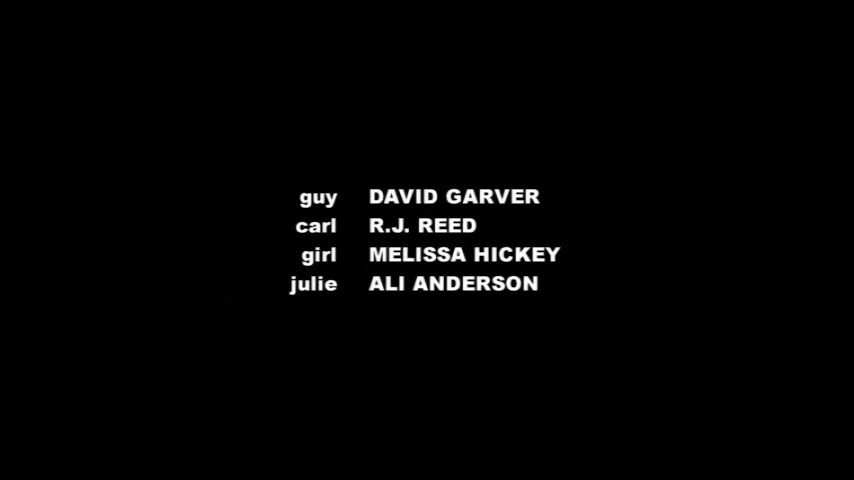 guy DAVID GARVER
carl R.J. REED
girl MELISSA HICKEY
julie ALI ANDERSON